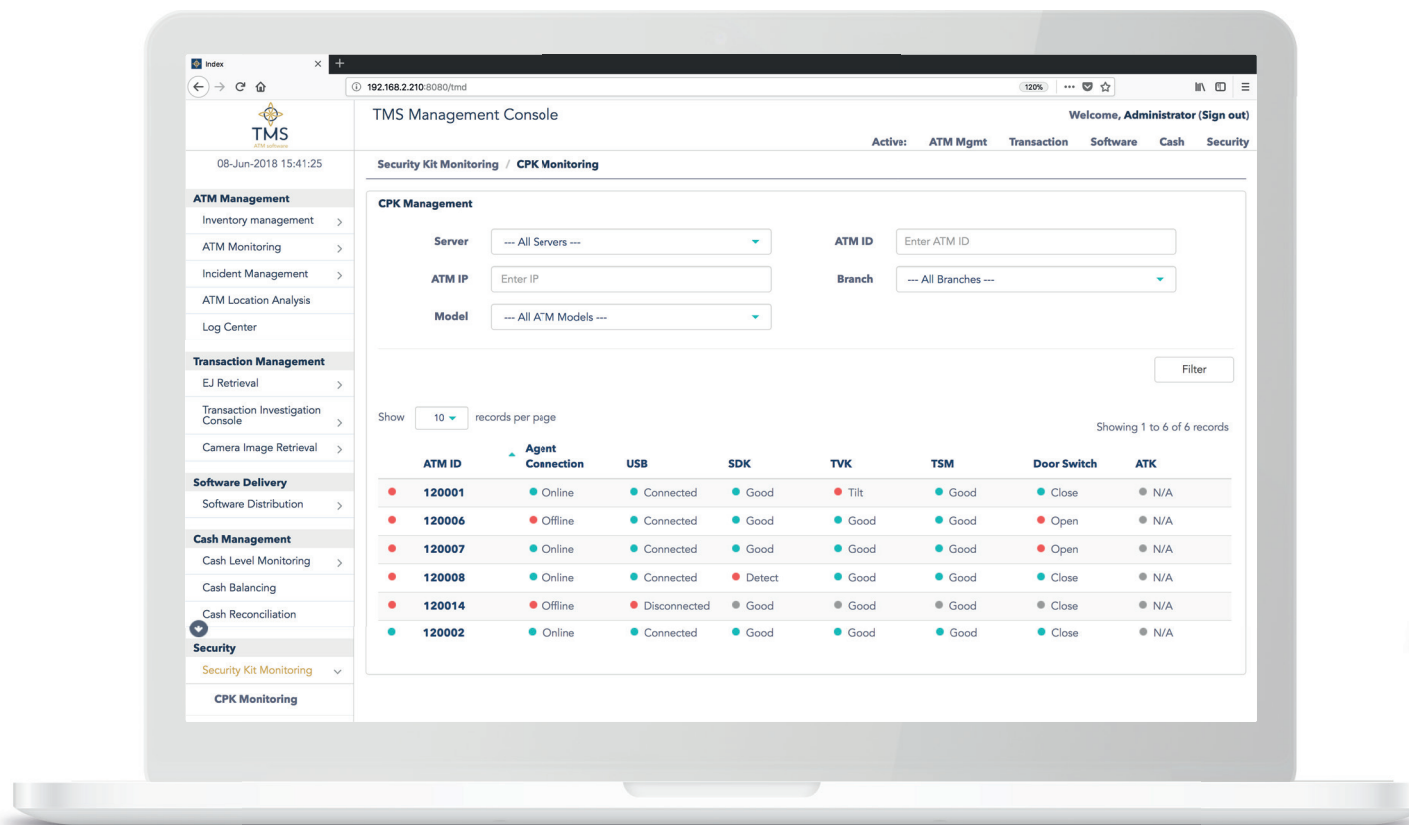 Index
192.168.2.210:8080/tmd
120%
TMS
ATM software
TMS Management Console
Welcome, Administrator (Sign out)
Active: ATM Mgmt Transaction Software Cash Security
08-Jun-2018 15:41:25
Security Kit Monitoring / CPK Monitoring
ATM Management
Inventory management
ATM Monitoring
Incident Management
ATM Location Analysis
Log Center
Transaction Management
EJ Retrieval
Transaction Investigation
Console
Camera Image Retrieval
Software Delivery
Software Distribution
Cash Management
Cash Level Monitoring
Cash Balancing
Cash Reconciliation
Security
Security Kit Monitoring
CPK Monitoring
CPK Management
Server --- All Servers --- ATM ID Enter ATM ID
ATM IP Enter IP Branch --- All Branches ---
Model --- All ATM Models ---
Filter
Show 10 records per page
Showing 1 to 6 of 6 records
ATM ID Agent Connection USB SDK TVK TSM Door Switch ATK
120001 Online Connected Good Tilt Good Close N/A
120006 Offline Connected Good Good Good Open N/A
120007 Online Connected Good Good Good Open N/A
120008 Online Connected Detect Good Good Close N/A
120014 Offline Disconnected Good Good Good Close N/A
120002 Online Connected Good Good Good Close N/A